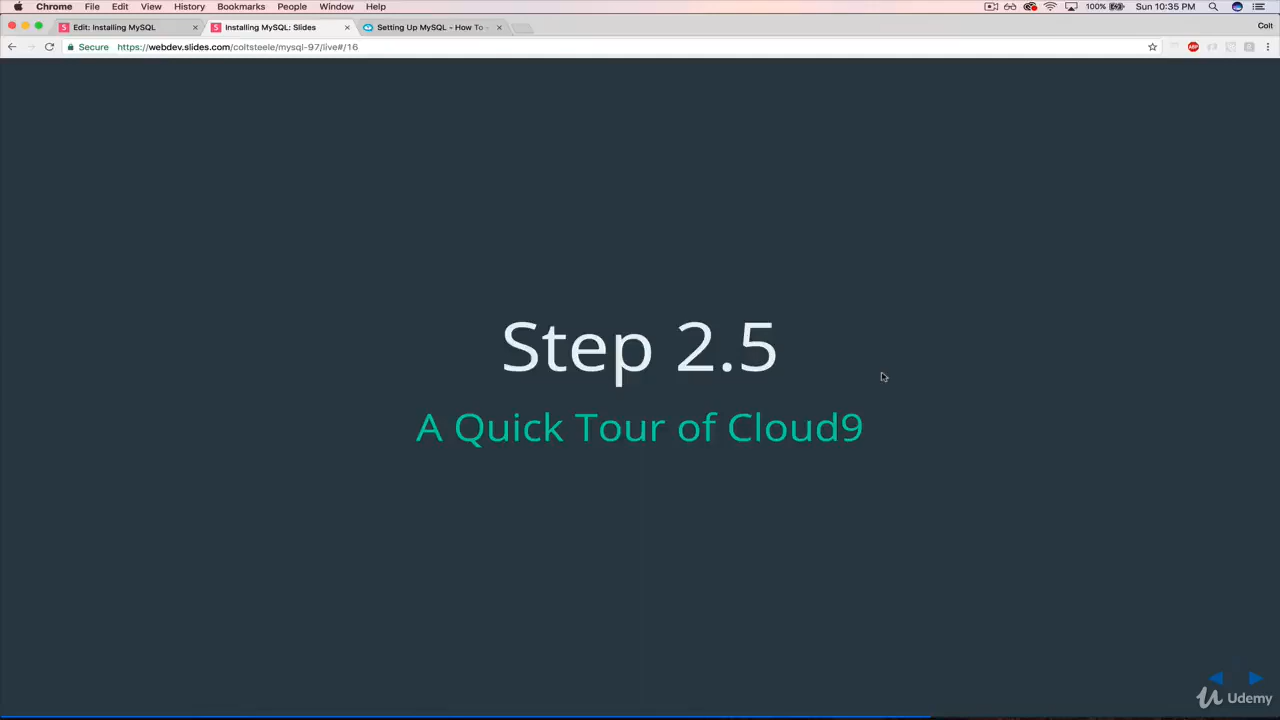 Chrome File Edit View History Bookmarks People Window Help 100% Sun 10:35 PM
Edit: Installing MySQL Installing MySQL: Slides Setting Up MySQL - How To Colt
Secure https://webdev.slides.com/coltsteele/mysql-97/live#/16 ABP
Step 2.5
A Quick Tour of Cloud9
Udemy